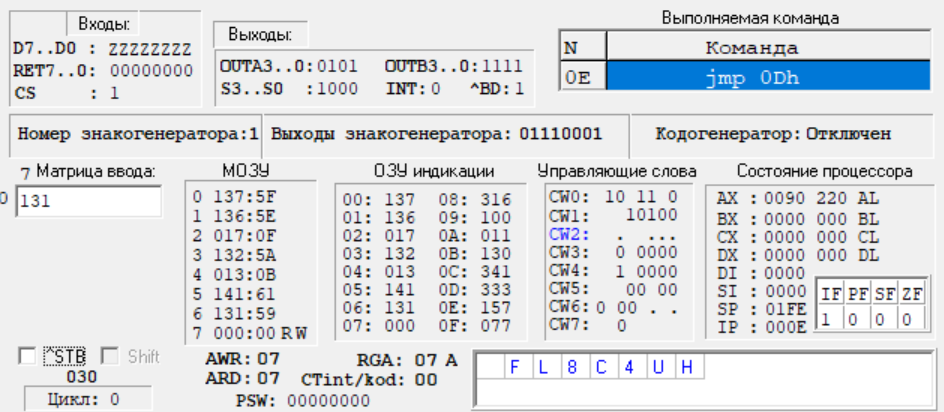 Входы:
D7..D0 : ZZZZZZZZ
RET7..0: 00000000
CS : 1
Выходы:
OUTA3..0:0101 OUTB3..0:1111
S3..S0 :1000 INT:0 ^BD:1
Выполняемая команда
N Команда
0E jmp 0Dh
Номер знакогенератора:1 Выходы знакогенератора: 01110001 Кодогенератор: Отключен
7 Матрица ввода:
0 131
МОЗУ
0 137:5F
1 136:5E
2 017:0F
3 132:5A
4 013:0B
5 141:61
6 131:59
7 000:00 RW
ОЗУ индикации
00: 137 08: 316
01: 136 09: 100
02: 017 0A: 011
03: 132 0B: 130
04: 013 0C: 341
05: 141 0D: 333
06: 131 0E: 157
07: 000 0F: 077
Управляющие слова
CW0: 10 11 0
CW1: 10100
CW2: . ...
CW3: 0 0000
CW4: 1 0000
CW5: 00 00
CW6: 0 00 . .
CW7: 0
Состояние процессора
AX : 0090 220 AL
BX : 0000 000 BL
CX : 0000 000 CL
DX : 0000 000 DL
DI : 0000
SI : 0000
SP : 01FE
IP : 000E
IF PF SF ZF
1 0 0 0
^STB Shift
030
Цикл: 0
AWR: 07 RGA: 07 A
ARD: 07 CTint/kod: 00
PSW: 00000000
F L 8 C 4 U H